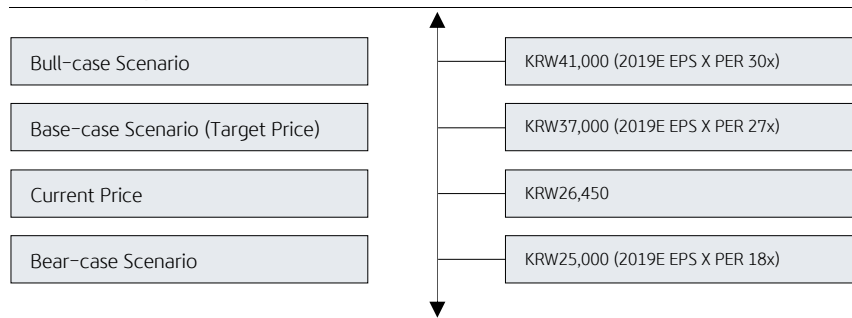 Bull-case Scenario
KRW41,000 (2019E EPS X PER 30x)
Base-case Scenario (Target Price)
KRW37,000 (2019E EPS X PER 27x)
Current Price
KRW26,450
Bear-case Scenario
KRW25,000 (2019E EPS X PER 18x)